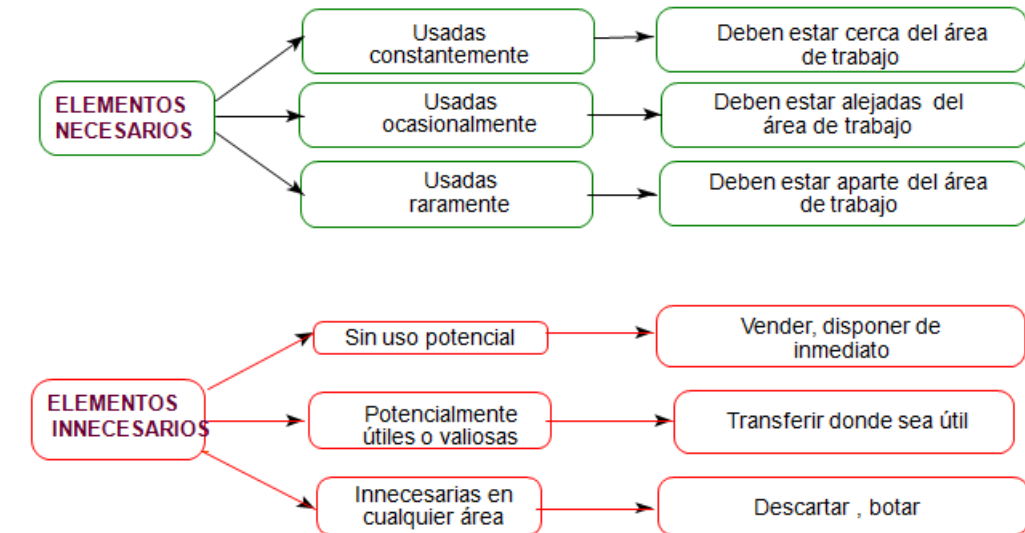 Usadas
constantemente
Deben estar cerca del área
de trabajo
ELEMENTOS
NECESARIOS
Usadas
ocasionalmente
Deben estar alejadas del
área de trabajo
Usadas
raramente
Deben estar aparte del área
de trabajo
Sin uso potencial
Vender, disponer de
inmediato
ELEMENTOS
INNECESARIOS
Potencialmente
útiles o valiosas
Transferir donde sea útil
Innecesarias en
cualquier área
Descartar , botar